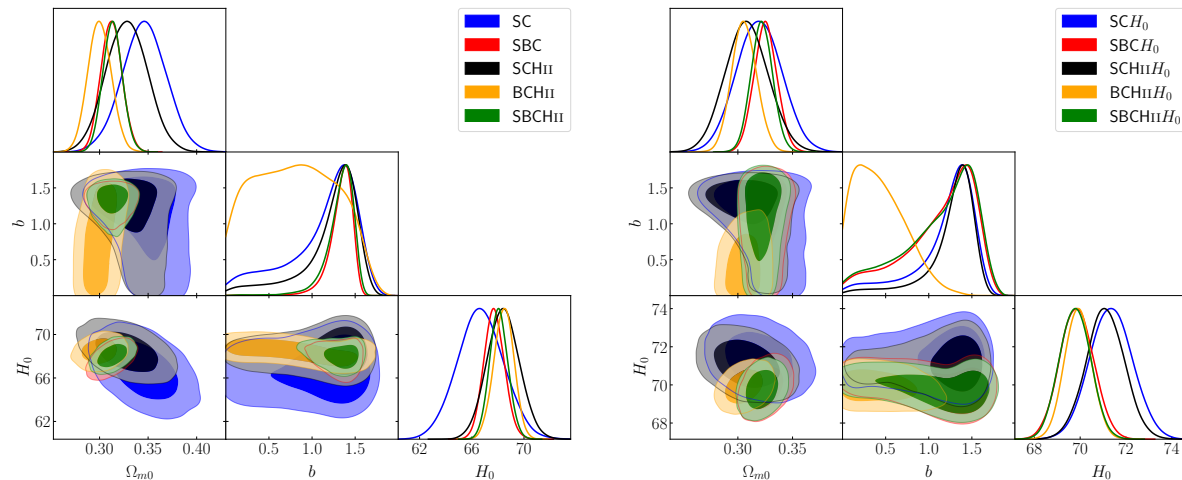 SC
SBC
SCHII
BCHII
SBCHII
1.5
1.0
0.5
b
70
66
62
H₀
0.30 0.35 0.40
Ωm0
0.5 1.0 1.5
b
62 66 70
H₀
SCH₀
SBCH₀
SCHIIH₀
BCHIIH₀
SBCHIIH₀
1.5
1.0
0.5
b
74
72
70
68
H₀
0.30 0.35
Ωm0
0.5 1.0 1.5
b
68 70 72 74
H₀